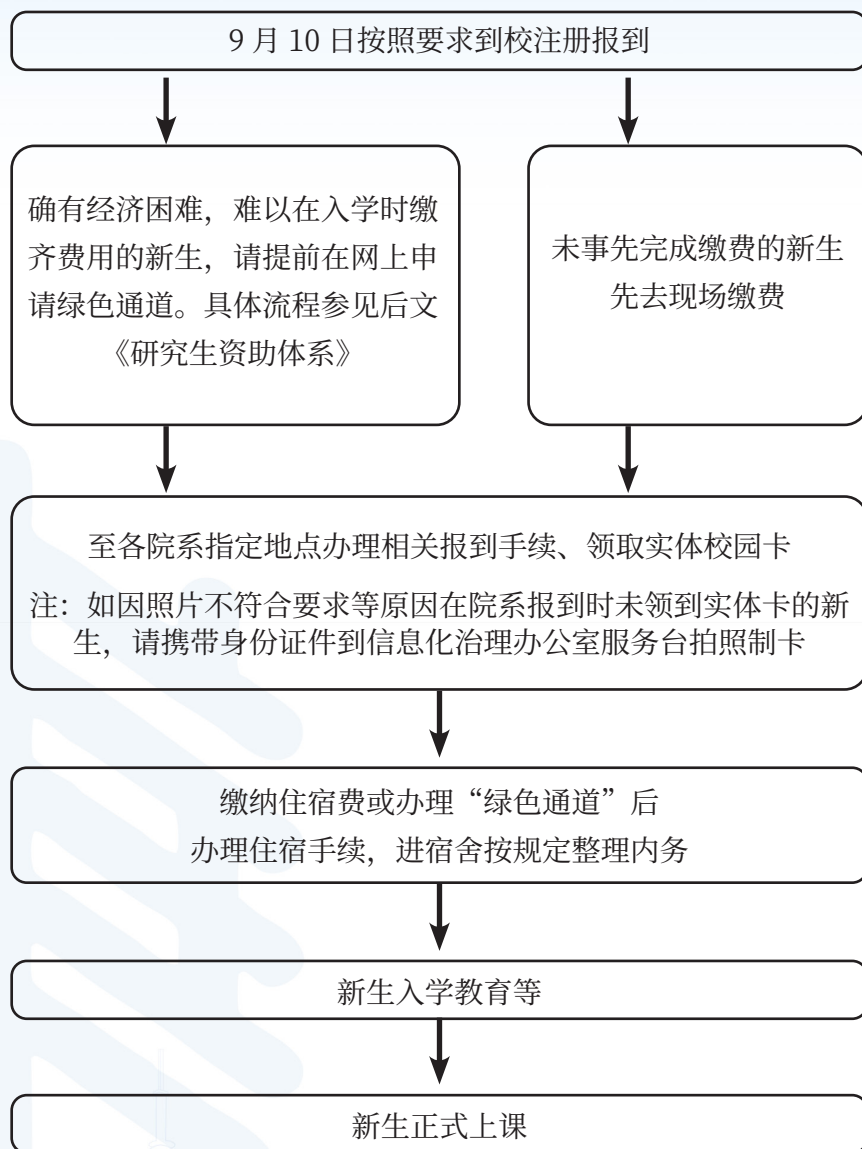 9 月 10 日按照要求到校注册报到
确有经济困难，难以在入学时缴
齐费用的新生，请提前在网上申
请绿色通道。具体流程参见后文
《研究生资助体系》
未事先完成缴费的新生
先去现场缴费
至各院系指定地点办理相关报到手续、领取实体校园卡
注：如因照片不符合要求等原因在院系报到时未领到实体卡的新
生，请携带身份证件到信息化治理办公室服务台拍照制卡
缴纳住宿费或办理“绿色通道”后
办理住宿手续，进宿舍按规定整理内务
新生入学教育等
新生正式上课